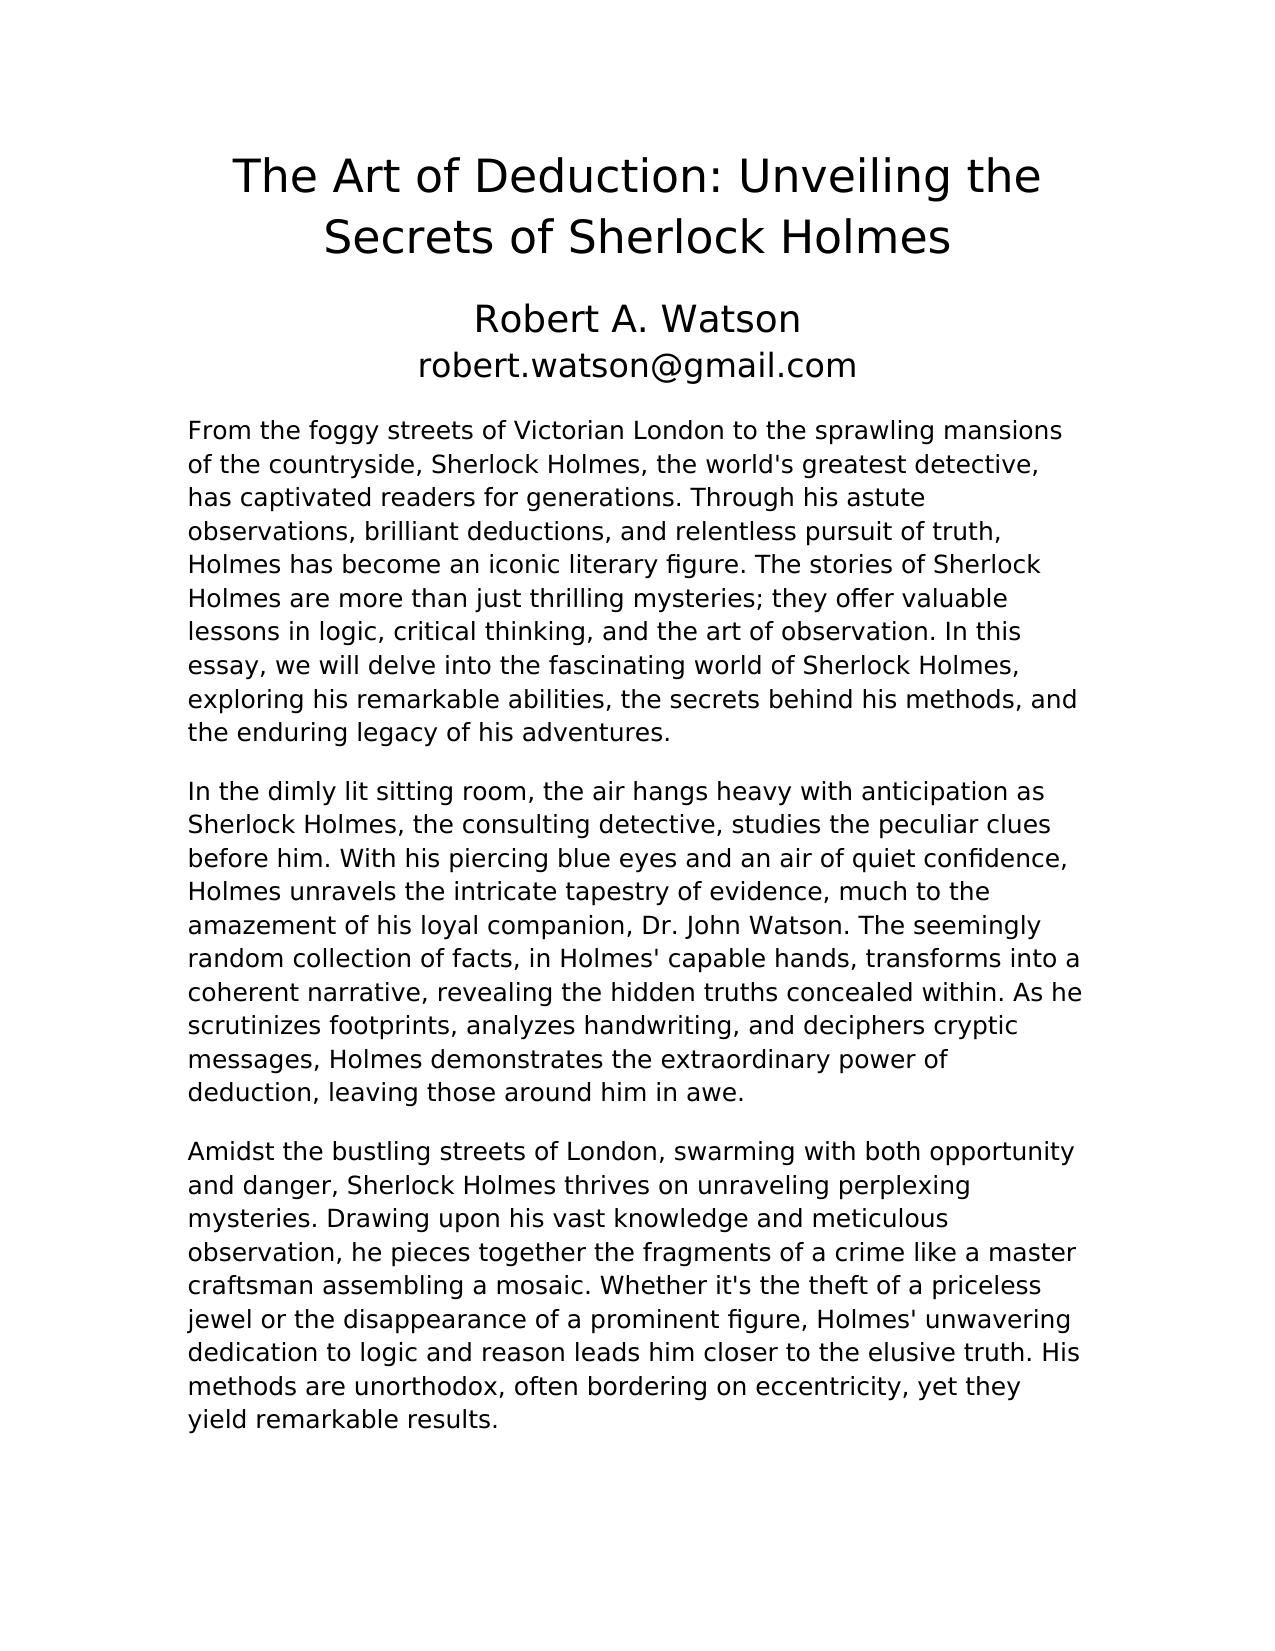 The Art of Deduction: Unveiling the
Secrets of Sherlock Holmes
Robert A. Watson
robert.watson@gmail.com
From the foggy streets of Victorian London to the sprawling mansions
of the countryside, Sherlock Holmes, the world's greatest detective,
has captivated readers for generations. Through his astute
observations, brilliant deductions, and relentless pursuit of truth,
Holmes has become an iconic literary figure. The stories of Sherlock
Holmes are more than just thrilling mysteries; they offer valuable
lessons in logic, critical thinking, and the art of observation. In this
essay, we will delve into the fascinating world of Sherlock Holmes,
exploring his remarkable abilities, the secrets behind his methods, and
the enduring legacy of his adventures.
In the dimly lit sitting room, the air hangs heavy with anticipation as
Sherlock Holmes, the consulting detective, studies the peculiar clues
before him. With his piercing blue eyes and an air of quiet confidence,
Holmes unravels the intricate tapestry of evidence, much to the
amazement of his loyal companion, Dr. John Watson. The seemingly
random collection of facts, in Holmes' capable hands, transforms into a
coherent narrative, revealing the hidden truths concealed within. As he
scrutinizes footprints, analyzes handwriting, and deciphers cryptic
messages, Holmes demonstrates the extraordinary power of
deduction, leaving those around him in awe.
Amidst the bustling streets of London, swarming with both opportunity
and danger, Sherlock Holmes thrives on unraveling perplexing
mysteries. Drawing upon his vast knowledge and meticulous
observation, he pieces together the fragments of a crime like a master
craftsman assembling a mosaic. Whether it's the theft of a priceless
jewel or the disappearance of a prominent figure, Holmes' unwavering
dedication to logic and reason leads him closer to the elusive truth. His
methods are unorthodox, often bordering on eccentricity, yet they
yield remarkable results.